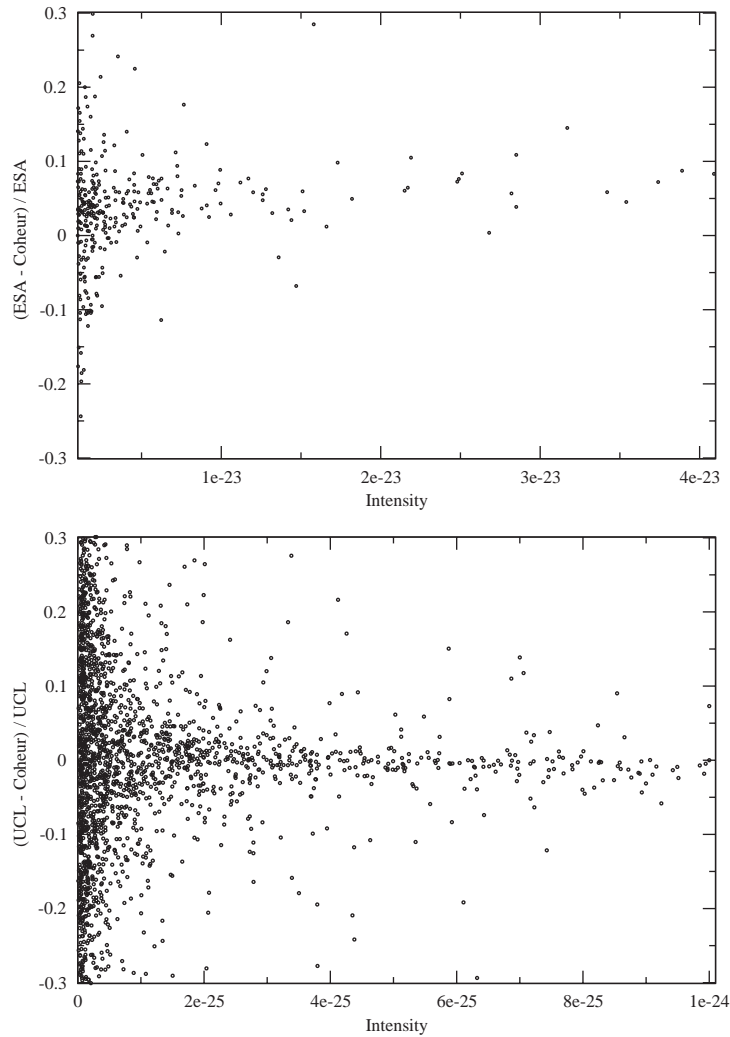 0.3
0.2
0.1
0
-0.1
-0.2
-0.3
(ESA - Coheur) / ESA
1e-23 2e-23 3e-23 4e-23
Intensity
0.3
0.2
0.1
0
-0.1
-0.2
-0.3
(UCL - Coheur) / UCL
0 2e-25 4e-25 6e-25 8e-25 1e-24
Intensity